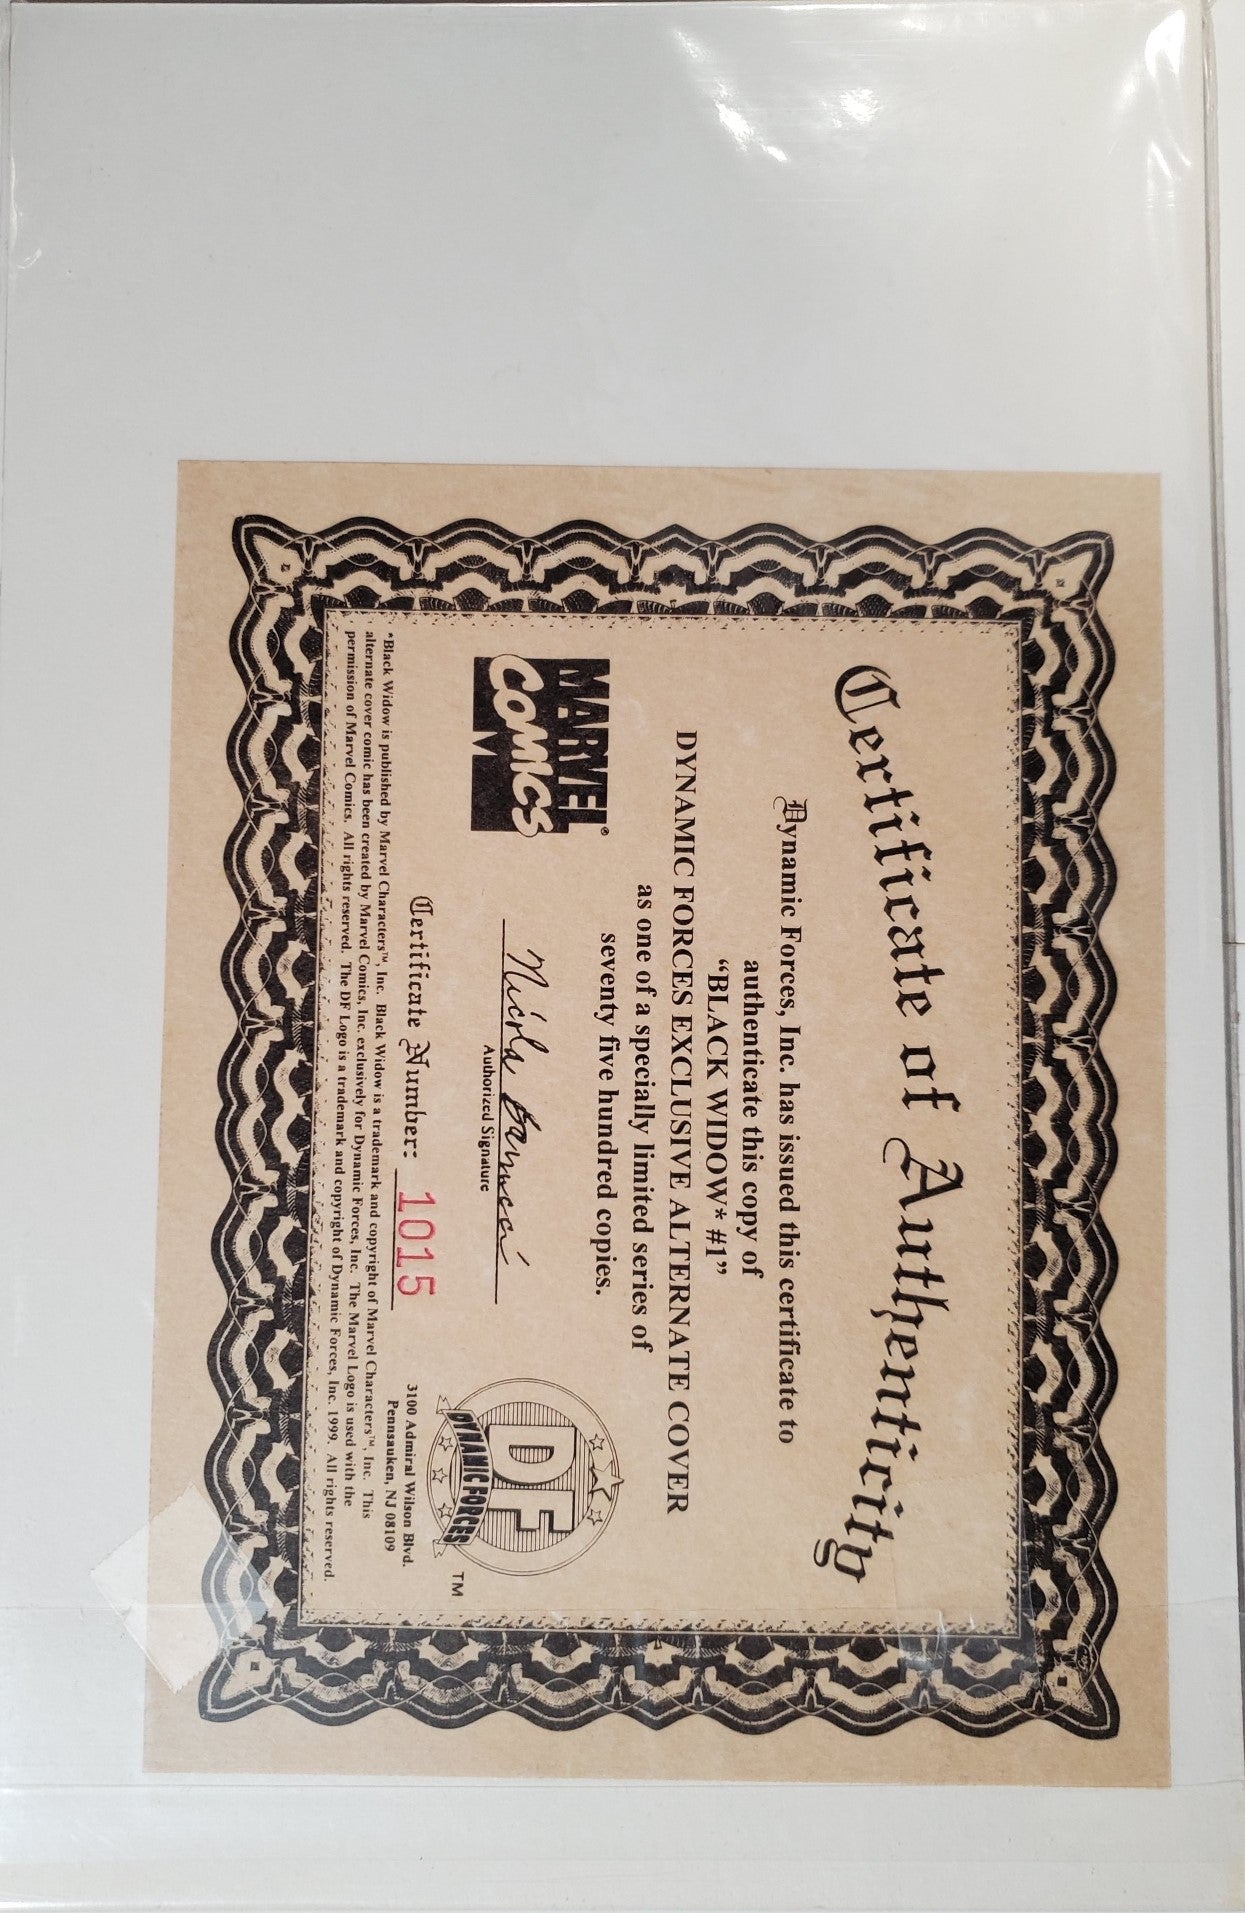 Certificate of Authenticity
Dynamic Forces, Inc. has issued this certificate to
authenticate this copy of
“BLACK WIDOW* #1”
DYNAMIC FORCES EXCLUSIVE ALTERNATE COVER
as one of a specially limited series of
seventy five hundred copies.
MARVEL®
COMICS
Nicola Barrucci
Authorized Signature
DF
DYNAMIC FORCES
TM
Certificate Number: 1015
3100 Admiral Wilson Blvd.
Pennsauken, NJ 08109
*Black Widow is published by Marvel Characters™, Inc. Black Widow is a trademark and copyright of Marvel Characters™, Inc. This
alternate cover comic has been created by Marvel Comics, Inc. exclusively for Dynamic Forces, Inc. The Marvel Logo is used with the
permission of Marvel Comics. All rights reserved. The DF Logo is a trademark and copyright of Dynamic Forces, Inc. 1999. All rights reserved.